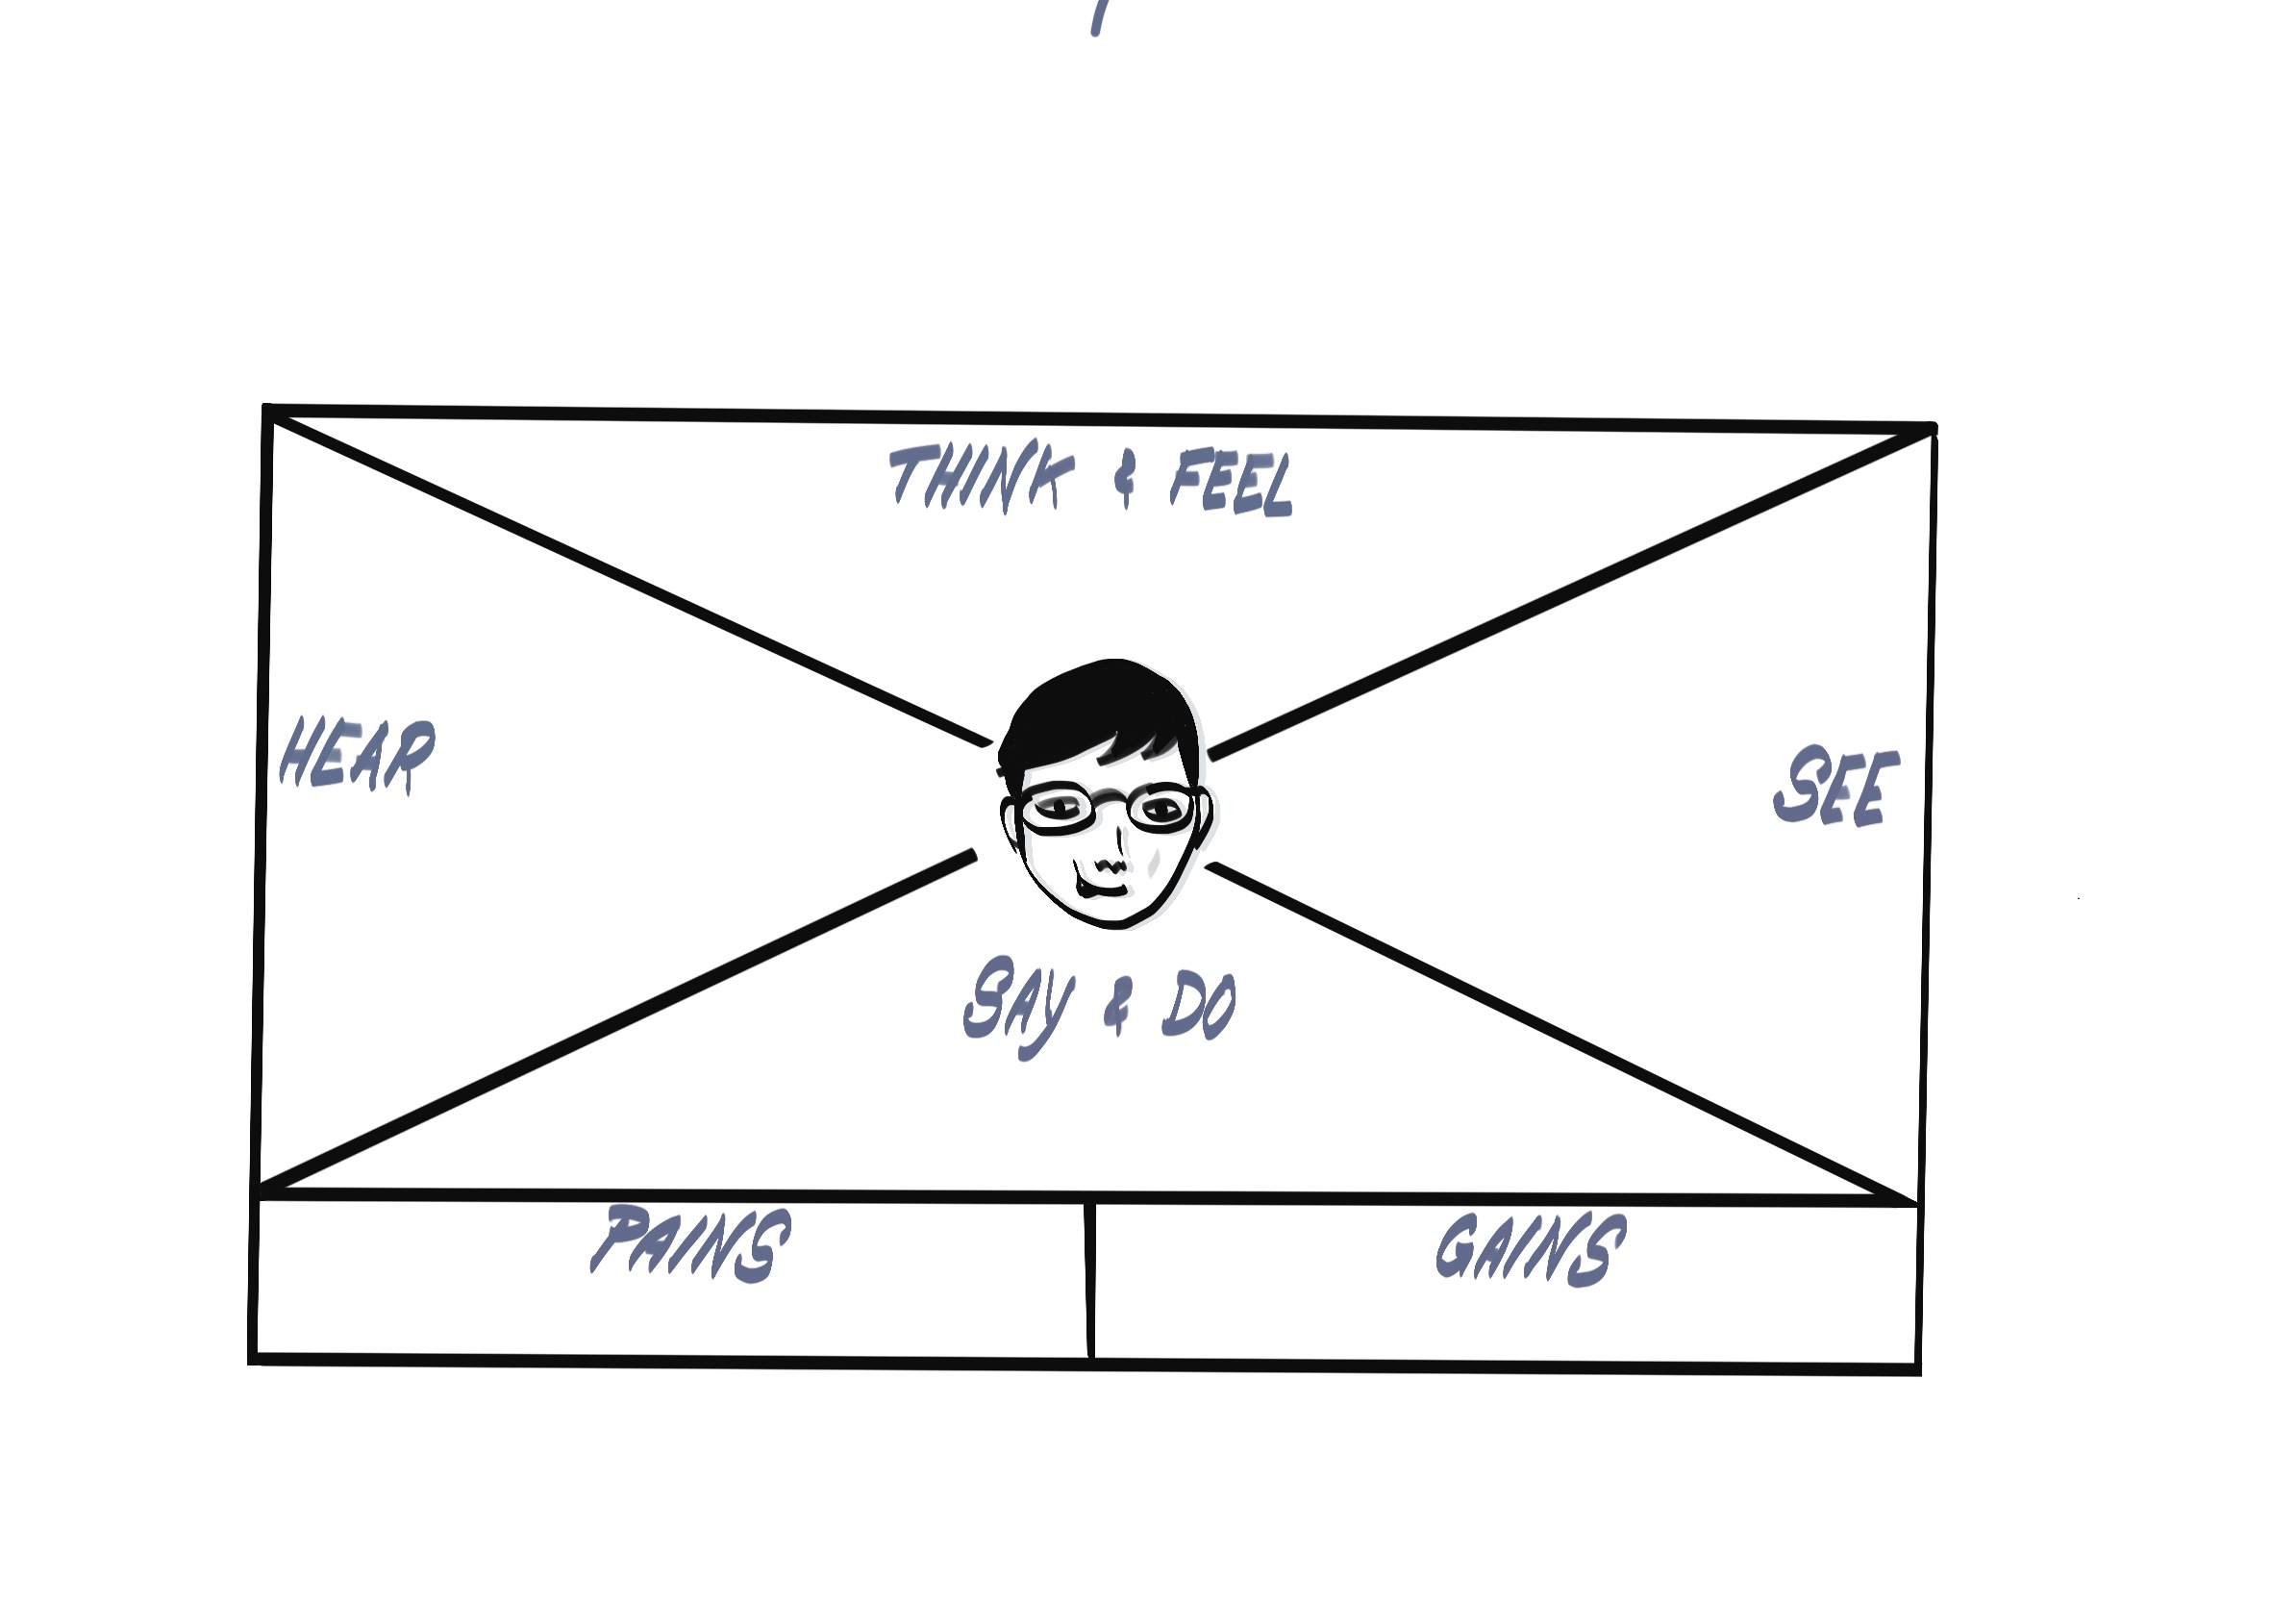 THINK & FEEL
HEAR
SEE
SAY & DO
PAINS
GAINS